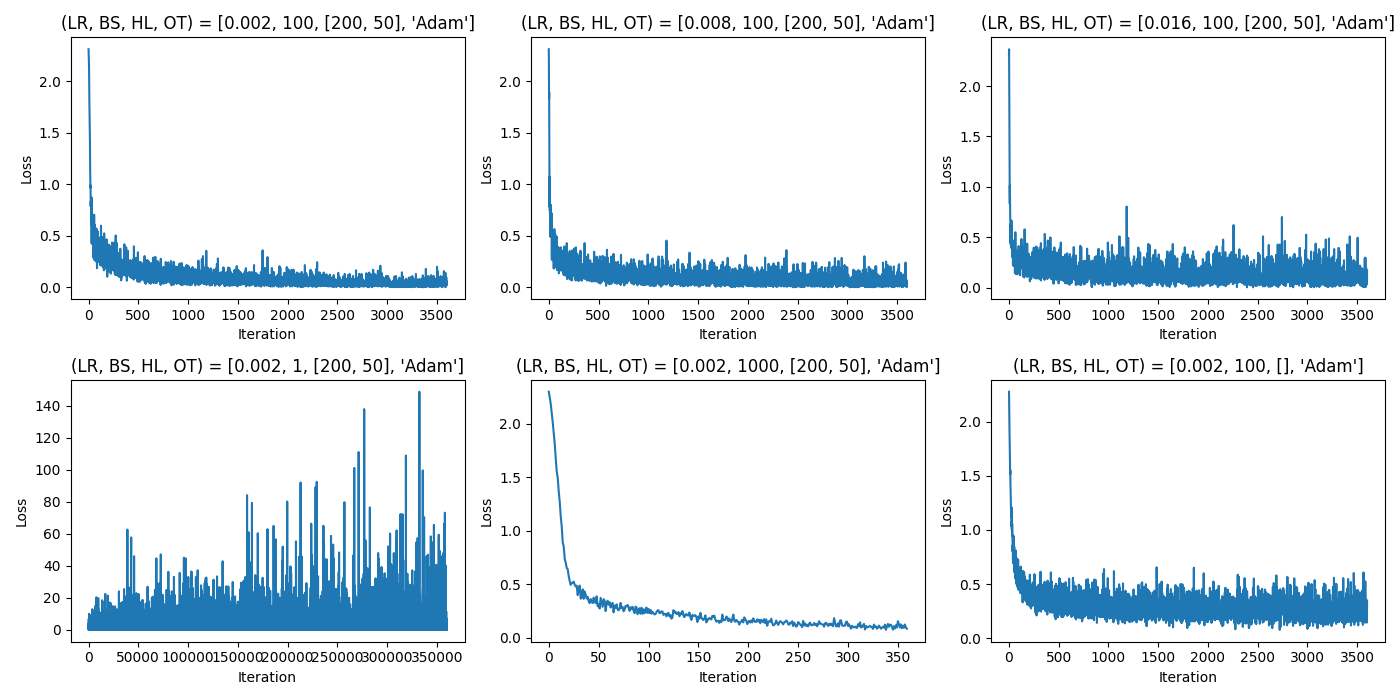 (LR, BS, HL, OT) = [0.002, 100, [200, 50], 'Adam']
2.0
1.5
1.0
0.5
0.0
Loss
0 500 1000 1500 2000 2500 3000 3500
Iteration
(LR, BS, HL, OT) = [0.008, 100, [200, 50], 'Adam']
2.0
1.5
1.0
0.5
0.0
Loss
0 500 1000 1500 2000 2500 3000 3500
Iteration
(LR, BS, HL, OT) = [0.016, 100, [200, 50], 'Adam']
2.0
1.5
1.0
0.5
0.0
Loss
0 500 1000 1500 2000 2500 3000 3500
Iteration
(LR, BS, HL, OT) = [0.002, 1, [200, 50], 'Adam']
140
120
100
80
60
40
20
0
Loss
0 50000 100000 150000 200000 250000 300000 350000
Iteration
(LR, BS, HL, OT) = [0.002, 1000, [200, 50], 'Adam']
2.0
1.5
1.0
0.5
0.0
Loss
0 50 100 150 200 250 300 350
Iteration
(LR, BS, HL, OT) = [0.002, 100, [], 'Adam']
2.0
1.5
1.0
0.5
0.0
Loss
0 500 1000 1500 2000 2500 3000 3500
Iteration